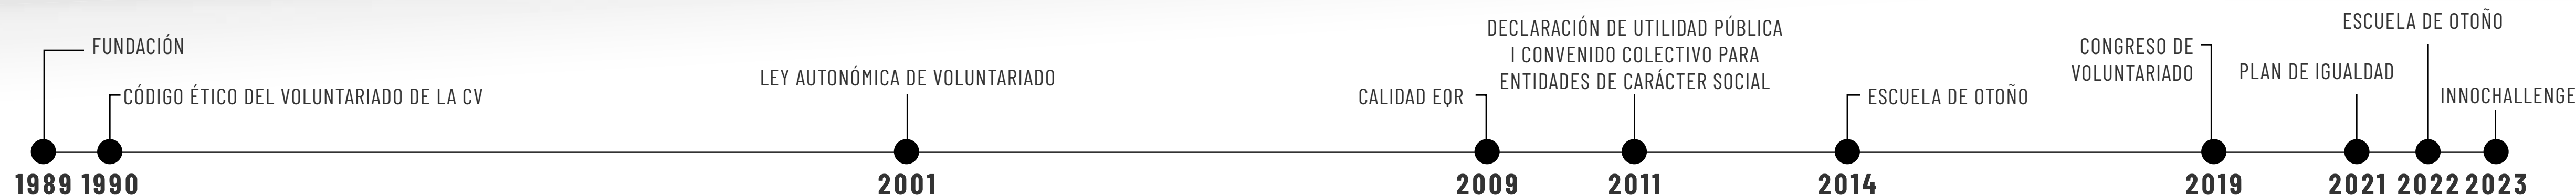 FUNDACIÓN
1989
CÓDIGO ÉTICO DEL VOLUNTARIADO DE LA CV
1990
LEY AUTONÓMICA DE VOLUNTARIADO
2001
CALIDAD EQR
2009
DECLARACIÓN DE UTILIDAD PÚBLICA
I CONVENIDO COLECTIVO PARA
ENTIDADES DE CARÁCTER SOCIAL
2011
ESCUELA DE OTOÑO
2014
CONGRESO DE
VOLUNTARIADO
2019
PLAN DE IGUALDAD
2021
ESCUELA DE OTOÑO
2022
INNOCHALLENGE
2023